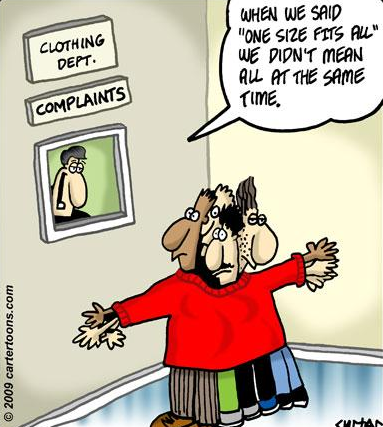 CLOTHING
DEPT.
COMPLAINTS
WHEN WE SAID
"ONE SIZE FITS ALL"
WE DIDN'T MEAN
ALL AT THE SAME
TIME.
© 2009 cartertoons.com